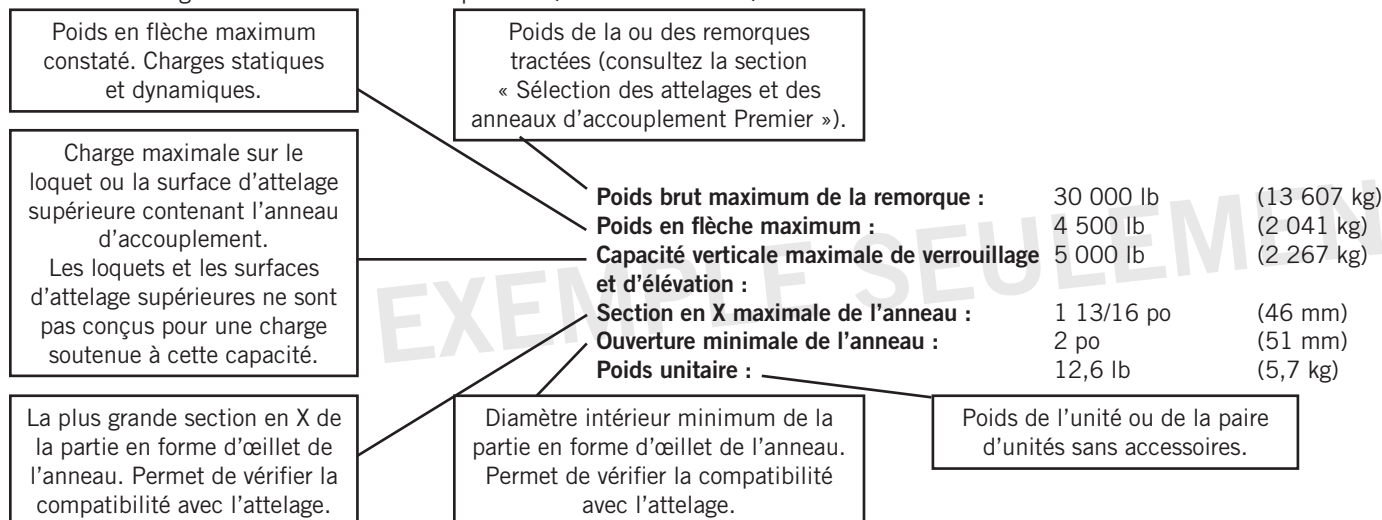 Poids en flèche maximum
constaté. Charges statiques
et dynamiques.
Poids de la ou des remorques
tractées (consultez la section
« Sélection des attelages et des
anneaux d'accouplement Premier »).
Charge maximale sur le
loquet ou la surface d'attelage
supérieure contenant l'anneau
d'accouplement.
Les loquets et les surfaces
d'attelage supérieures ne sont
pas conçus pour une charge
soutenue à cette capacité.
Poids brut maximum de la remorque : 30 000 lb (13 607 kg)
Poids en flèche maximum : 4 500 lb (2 041 kg)
Capacité verticale maximale de verrouillage 5 000 lb (2 267 kg)
et d'élévation :
Section en X maximale de l'anneau : 1 13/16 po (46 mm)
Ouverture minimale de l'anneau : 2 po (51 mm)
Poids unitaire : 12,6 lb (5,7 kg)
EXEMPLE SEULEMEN
La plus grande section en X de
la partie en forme d'œillet de
l'anneau. Permet de vérifier la
compatibilité avec l'attelage.
Diamètre intérieur minimum de la
partie en forme d'œillet de l'anneau.
Permet de vérifier la compatibilité
avec l'attelage.
Poids de l'unité ou de la paire
d'unités sans accessoires.